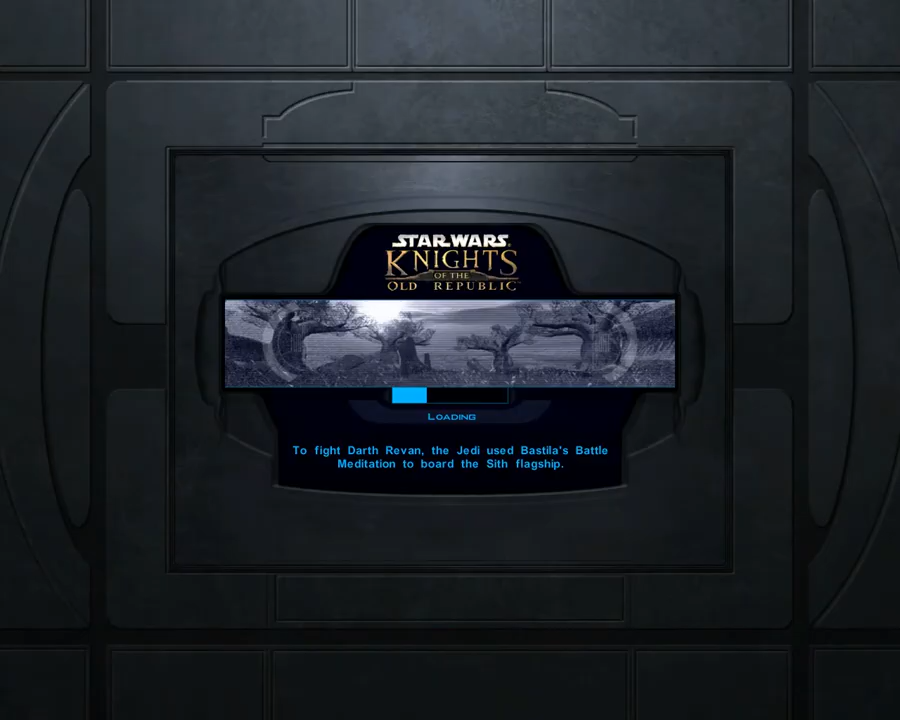 STAR WARS
KNIGHTS
OF THE
OLD REPUBLIC
LOADING
To fight Darth Revan, the Jedi used Bastila's Battle
Meditation to board the Sith flagship.